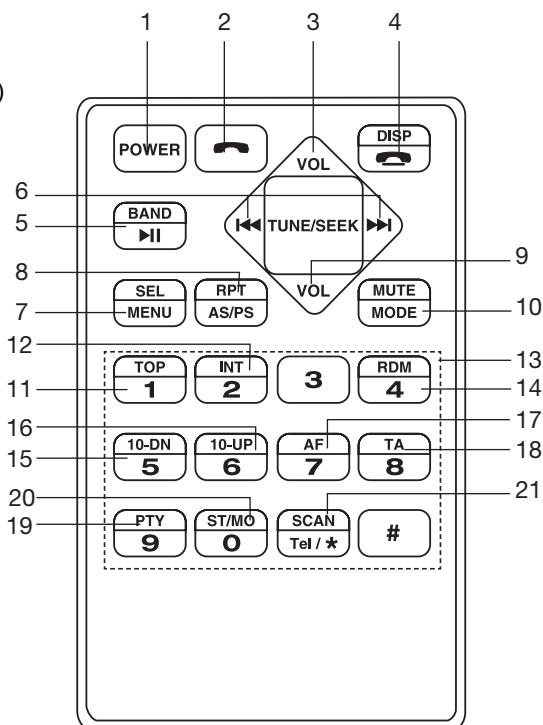 1 2 3 4
)
POWER DISP
VOL
6
BAND TUNE/SEEK
5
8 9
SEL RPT VOL MUTE
7 MENU AS/PS MODE 10
12 13
TOP INT 3 RDM
11 1 2 4 14
16 17
10-DN 10-UP AF TA 18
15 5 6 7 8
20 21
19 PTY ST/MO SCAN #
9 0 Tel / *